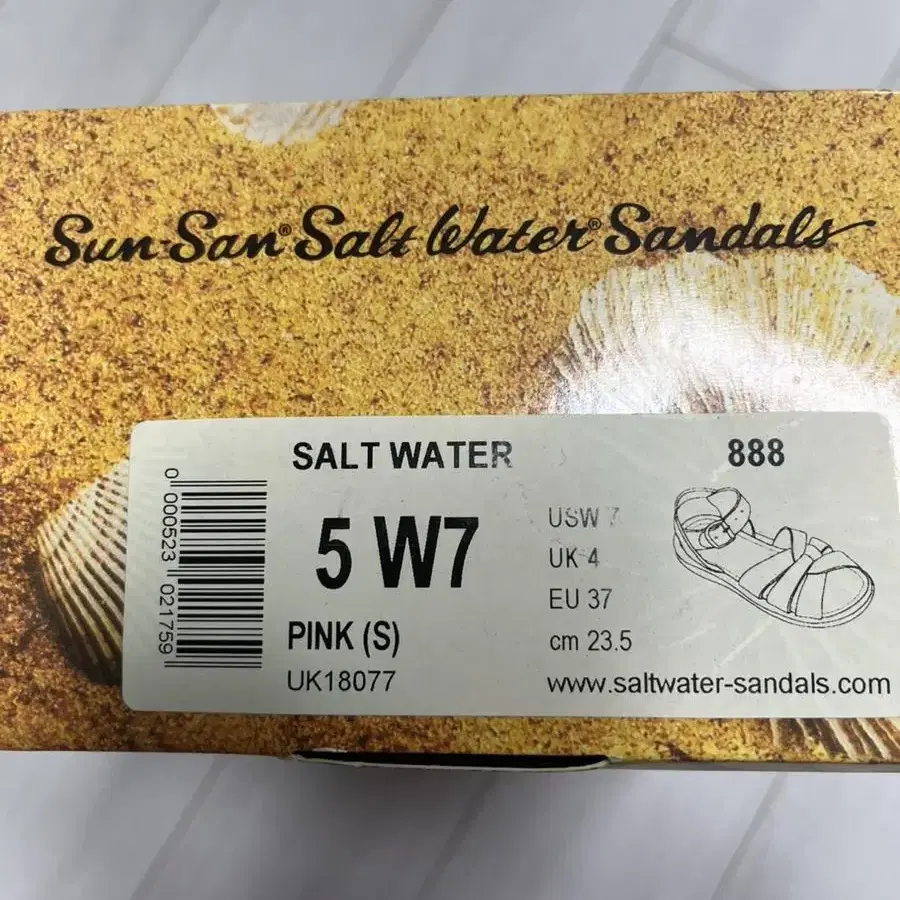 Sun-San® Salt Water® Sandals
SALT WATER
888
0 000523 021759
5 W7
USW 7
UK 4
EU 37
PINK (S)
cm 23.5
UK18077
www.saltwater-sandals.com